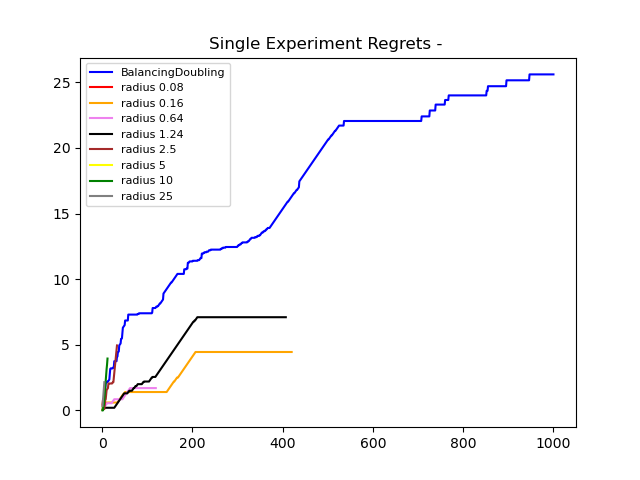 Single Experiment Regrets -
BalancingDoubling
radius 0.08
radius 0.16
radius 0.64
radius 1.24
radius 2.5
radius 5
radius 10
radius 25
25
20
15
10
5
0
0 200 400 600 800 1000